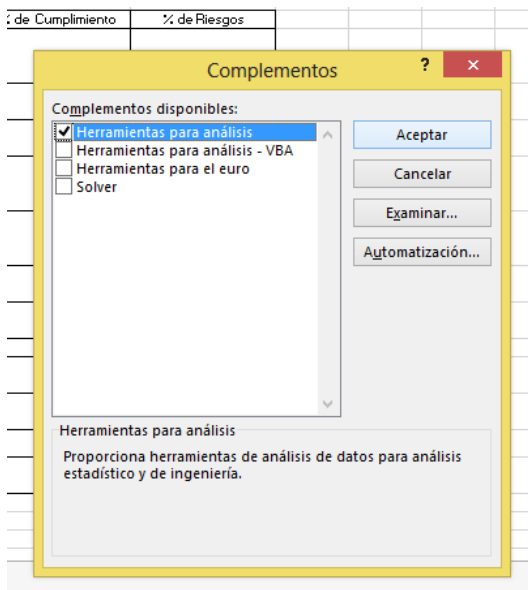 % de Cumplimiento % de Riesgos
Complementos ?
Complementos disponibles:
Herramientas para análisis
Herramientas para análisis - VBA
Herramientas para el euro
Solver
Aceptar
Cancelar
Examinar...
Automatización...
Herramientas para análisis
Proporciona herramientas de análisis de datos para análisis
estadístico y de ingeniería.